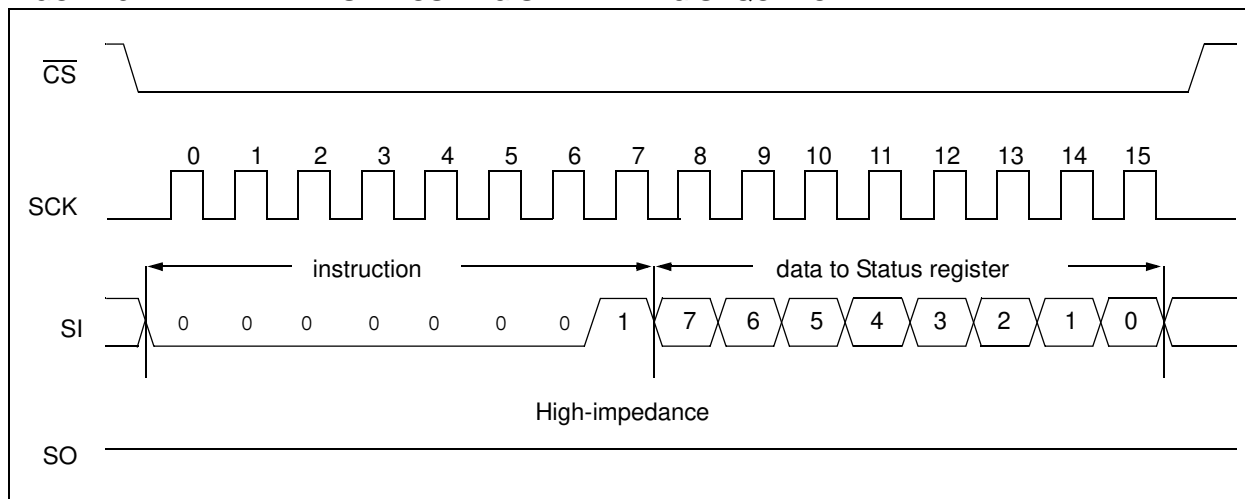 CS
0 1 2 3 4 5 6 7 8 9 10 11 12 13 14 15
SCK
instruction data to Status register
SI 0 0 0 0 0 0 0 1 7 6 5 4 3 2 1 0
High-impedance
SO